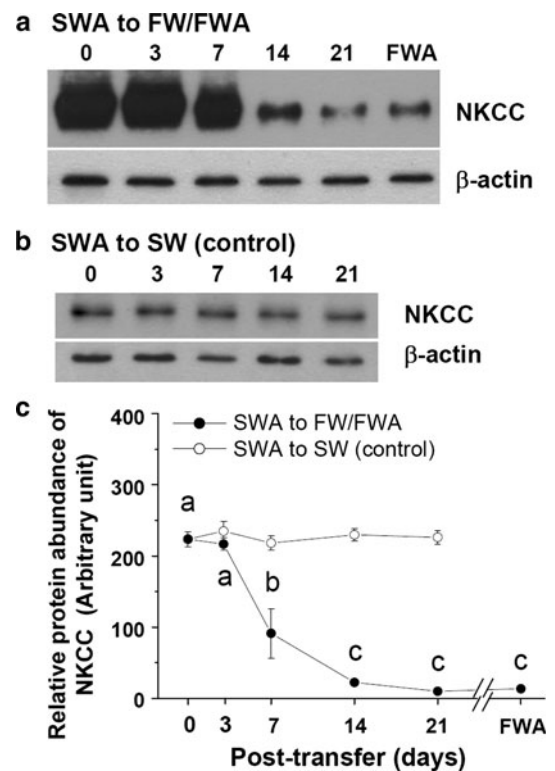 a SWA to FW/FWA
0 3 7 14 21 FWA
NKCC
β-actin
b SWA to SW (control)
0 3 7 14 21
NKCC
β-actin
c
Relative protein abundance of
NKCC (Arbitrary unit)
400
300
200
100
0
SWA to FW/FWA
SWA to SW (control)
a
a
b
c
c
c
0 3 7 14 21 FWA
Post-transfer (days)